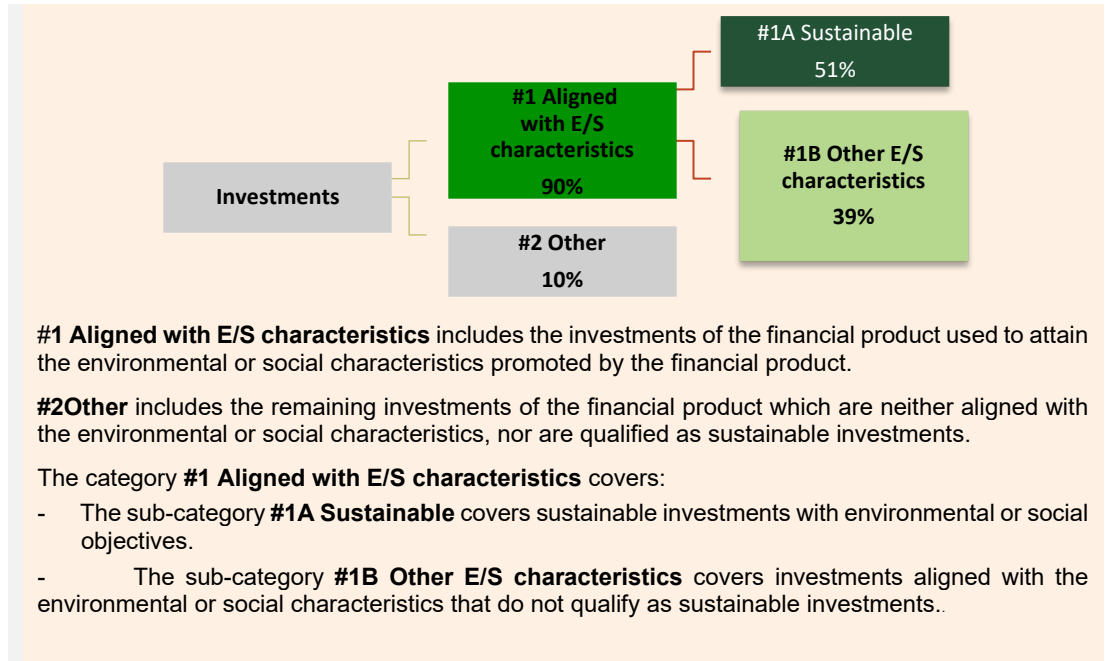 #1A Sustainable
51%
#1 Aligned
with E/S
characteristics
90%
#1B Other E/S
characteristics
39%
Investments
#2 Other
10%
#1 Aligned with E/S characteristics includes the investments of the financial product used to attain
the environmental or social characteristics promoted by the financial product.
#2Other includes the remaining investments of the financial product which are neither aligned with
the environmental or social characteristics, nor are qualified as sustainable investments.
The category #1 Aligned with E/S characteristics covers:
- The sub-category #1A Sustainable covers sustainable investments with environmental or social
objectives.
- The sub-category #1B Other E/S characteristics covers investments aligned with the
environmental or social characteristics that do not qualify as sustainable investments..